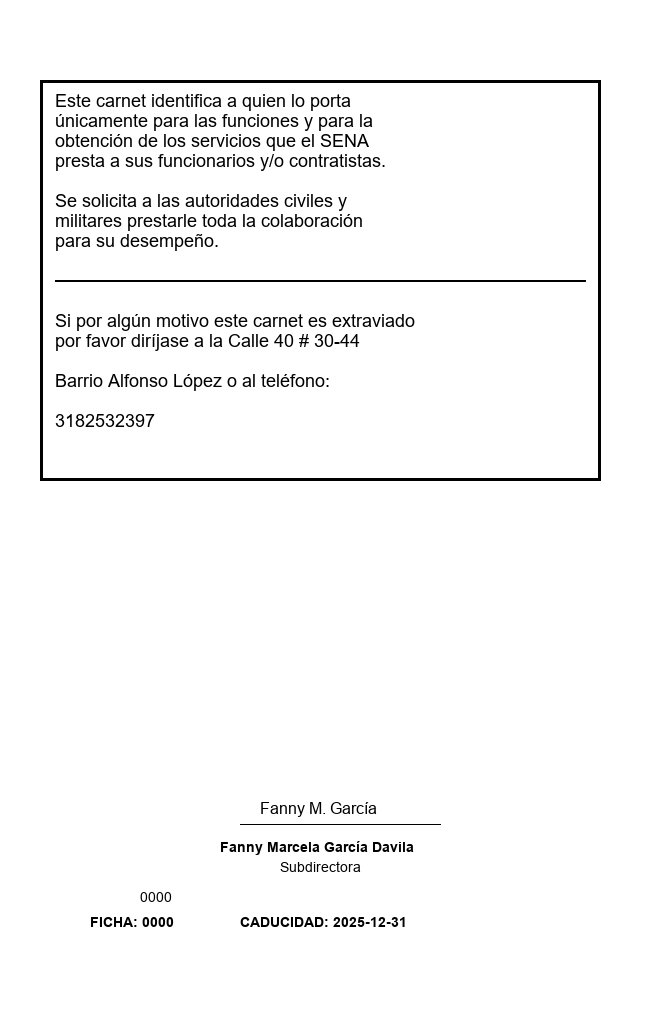 Este carnet identifica a quien lo porta
únicamente para las funciones y para la
obtención de los servicios que el SENA
presta a sus funcionarios y/o contratistas.
Se solicita a las autoridades civiles y
militares prestarle toda la colaboración
para su desempeño.
Si por algún motivo este carnet es extraviado
por favor diríjase a la Calle 40 # 30-44
Barrio Alfonso López o al teléfono:
3182532397
Fanny M. García
Fanny Marcela García Davila
Subdirectora
0000
FICHA: 0000 CADUCIDAD: 2025-12-31